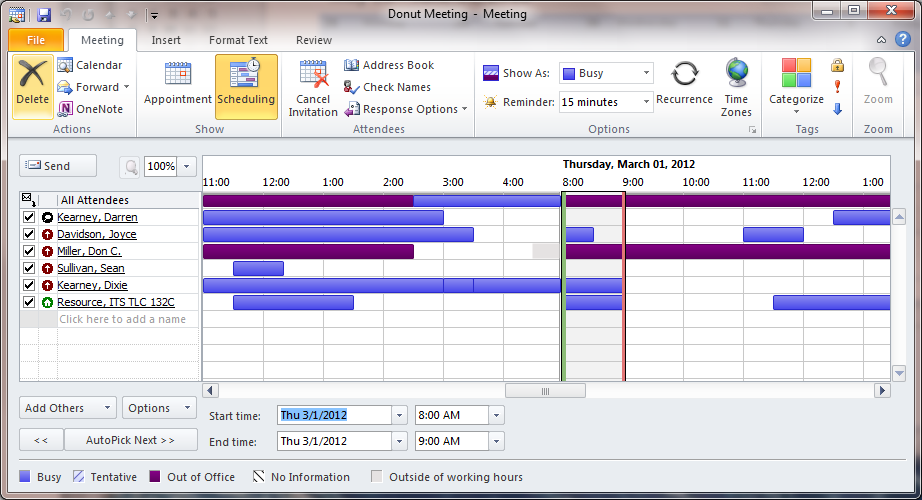 Donut Meeting - Meeting
File Meeting Insert Format Text Review
Delete
Calendar
Forward
OneNote
Actions
Appointment
Scheduling
Show
Cancel Invitation
Address Book
Check Names
Response Options
Attendees
Show As: Busy
Reminder: 15 minutes
Recurrence
Time Zones
Options
Categorize
Tags
Zoom
Zoom
Send
100%
Thursday, March 01, 2012
11:00 12:00 1:00 2:00 3:00 4:00 8:00 9:00 10:00 11:00 12:00 1:00
All Attendees
Kearney, Darren
Davidson, Joyce
Miller, Don C.
Sullivan, Sean
Kearney, Dixie
Resource, ITS TLC 132C
Click here to add a name
Add Others
Options
<<
AutoPick Next >>
Start time: Thu 3/1/2012 8:00 AM
End time: Thu 3/1/2012 9:00 AM
Busy Tentative Out of Office No Information Outside of working hours